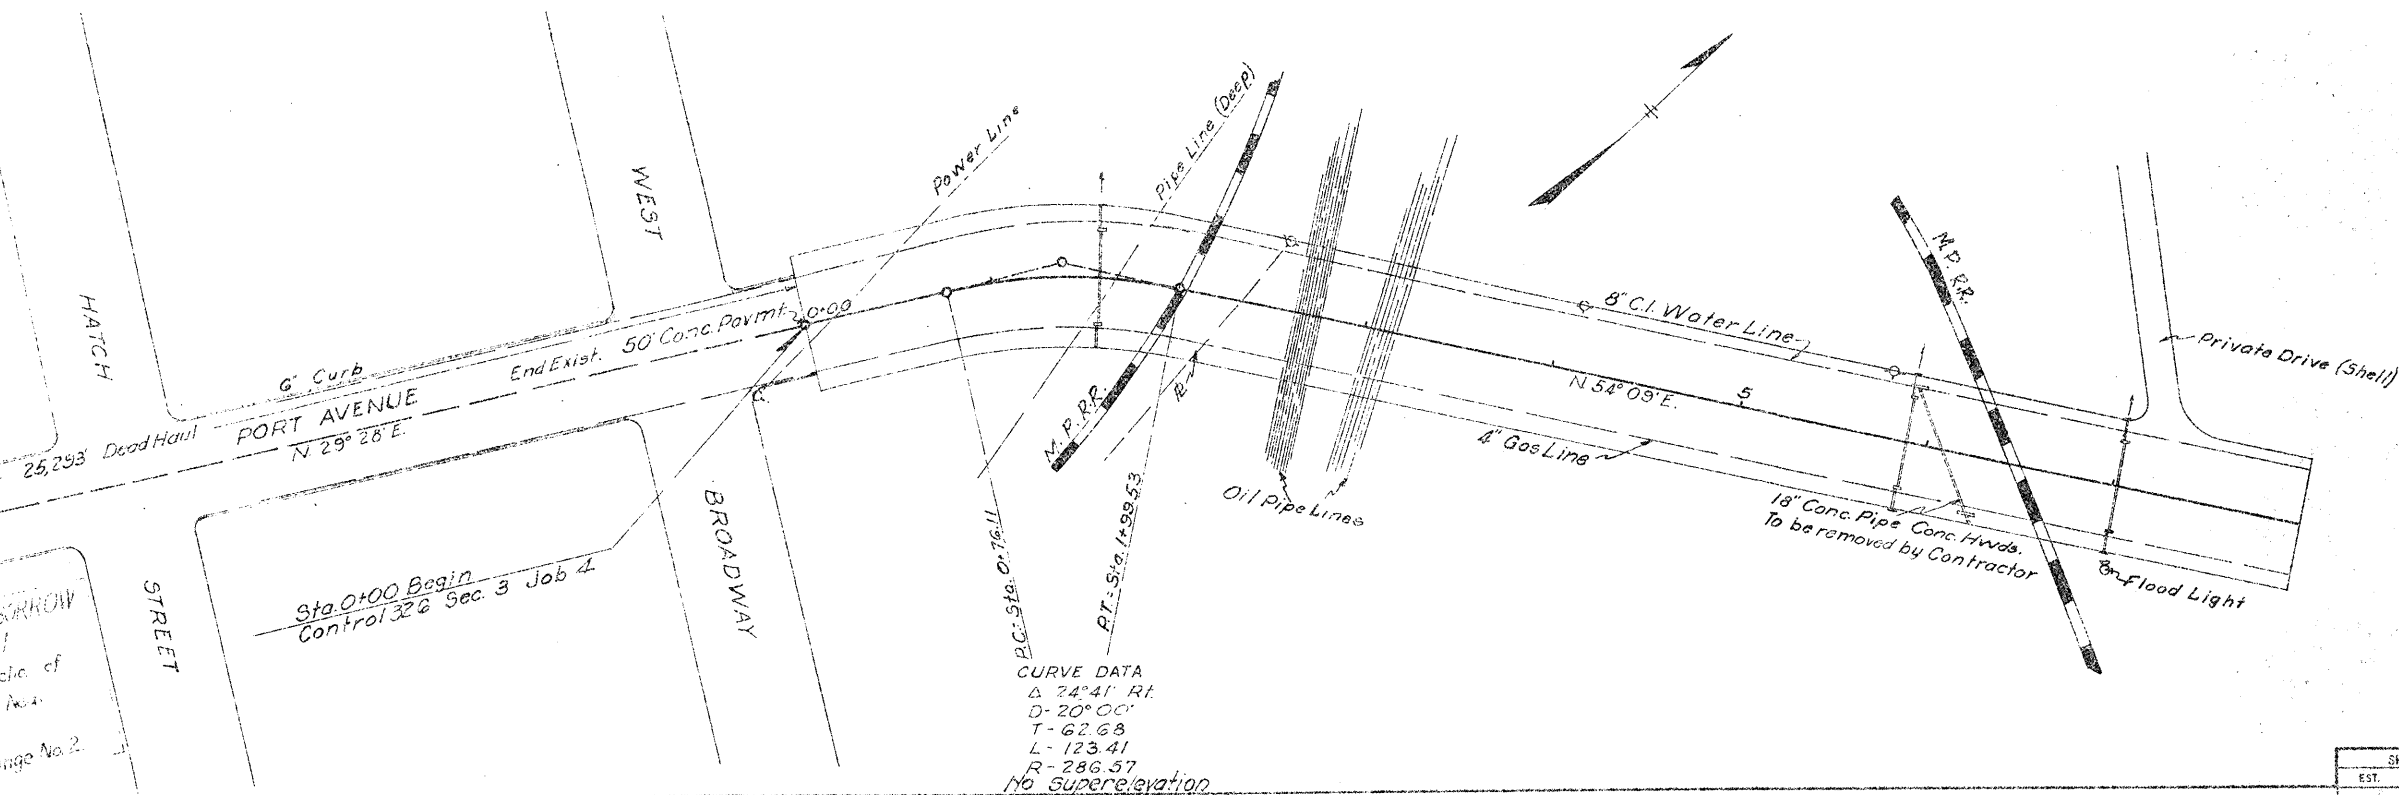 HATCH
STREET
WEST
BROADWAY
6" Curb
25,293' Dead Haul
PORT AVENUE
N. 29° 28' E.
End Exist. 50' Conc. Pavmt.
0+00
Power Line
Pipe Line (Deep)
M. P. R.R.
Oil Pipe Lines
8" C.I. Water Line
N 54° 09' E.
5
4" Gas Line
M. P. R.R.
Private Drive (Shell)
18" Conc. Pipe Conc. Hwds.
To be removed by Contractor
Flood Light
Sta. 0+00 Begin
Control 326 Sec. 3 Job 4
P.C. = Sta. 0+76.11
P.T. = Sta. 1+99.53
CURVE DATA
Δ 24° 41' Rt.
D - 20° 00'
T - 62.68
L - 123.41
R - 286.57
No Superelevation
of
No. 2
EST.